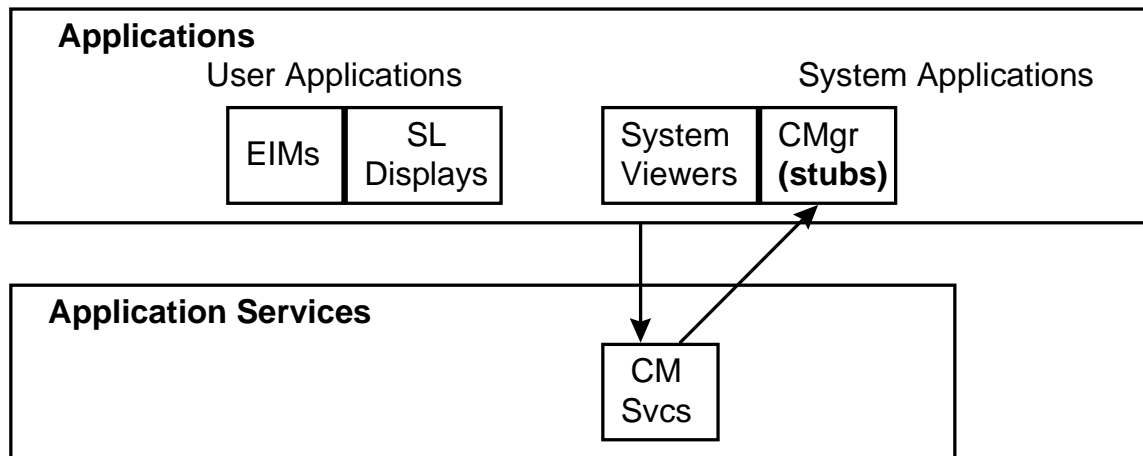 Applications
User Applications
System Applications
EIMs
SL
Displays
System
Viewers
CMgr
(stubs)
Application Services
CM
Svcs